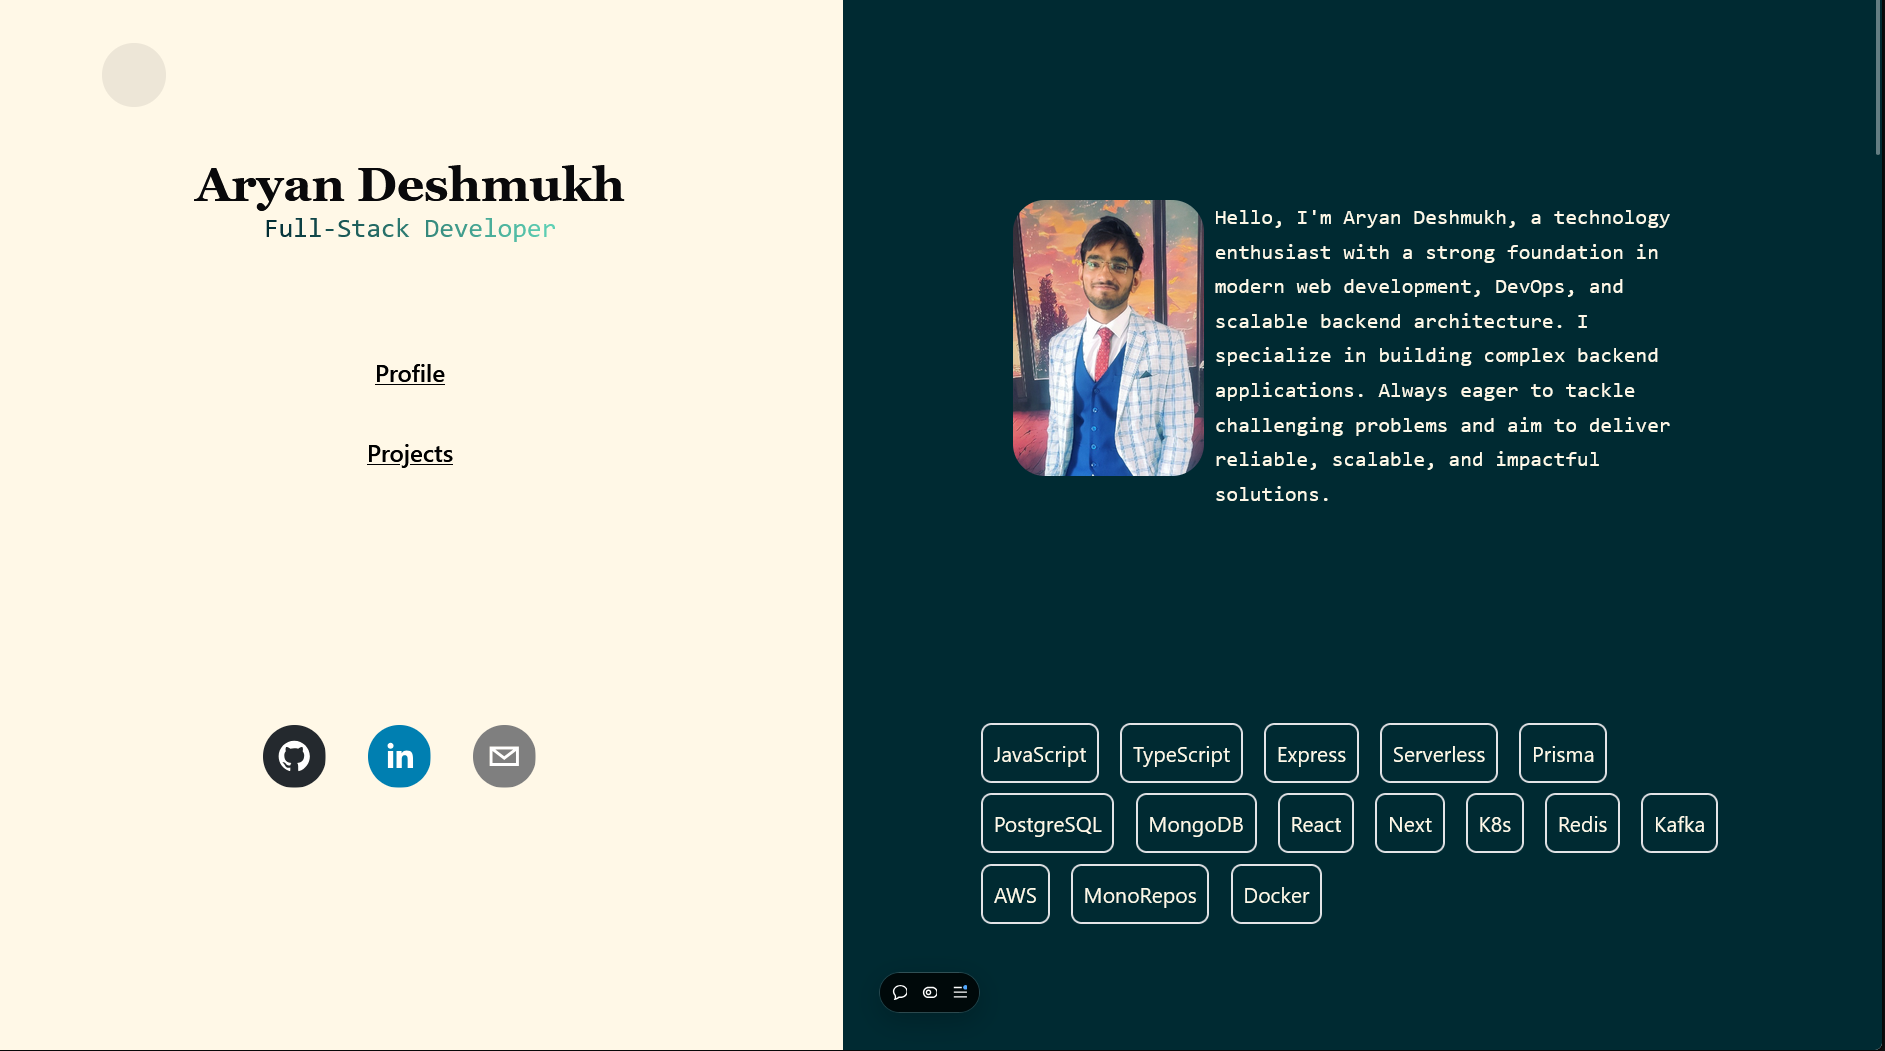 Aryan Deshmukh
Full-Stack Developer
Profile
Projects
in
Hello, I'm Aryan Deshmukh, a technology
enthusiast with a strong foundation in
modern web development, DevOps, and
scalable backend architecture. I
specialize in building complex backend
applications. Always eager to tackle
challenging problems and aim to deliver
reliable, scalable, and impactful
solutions.
JavaScript TypeScript Express Serverless Prisma
PostgreSQL MongoDB React Next K8s Redis Kafka
AWS MonoRepos Docker